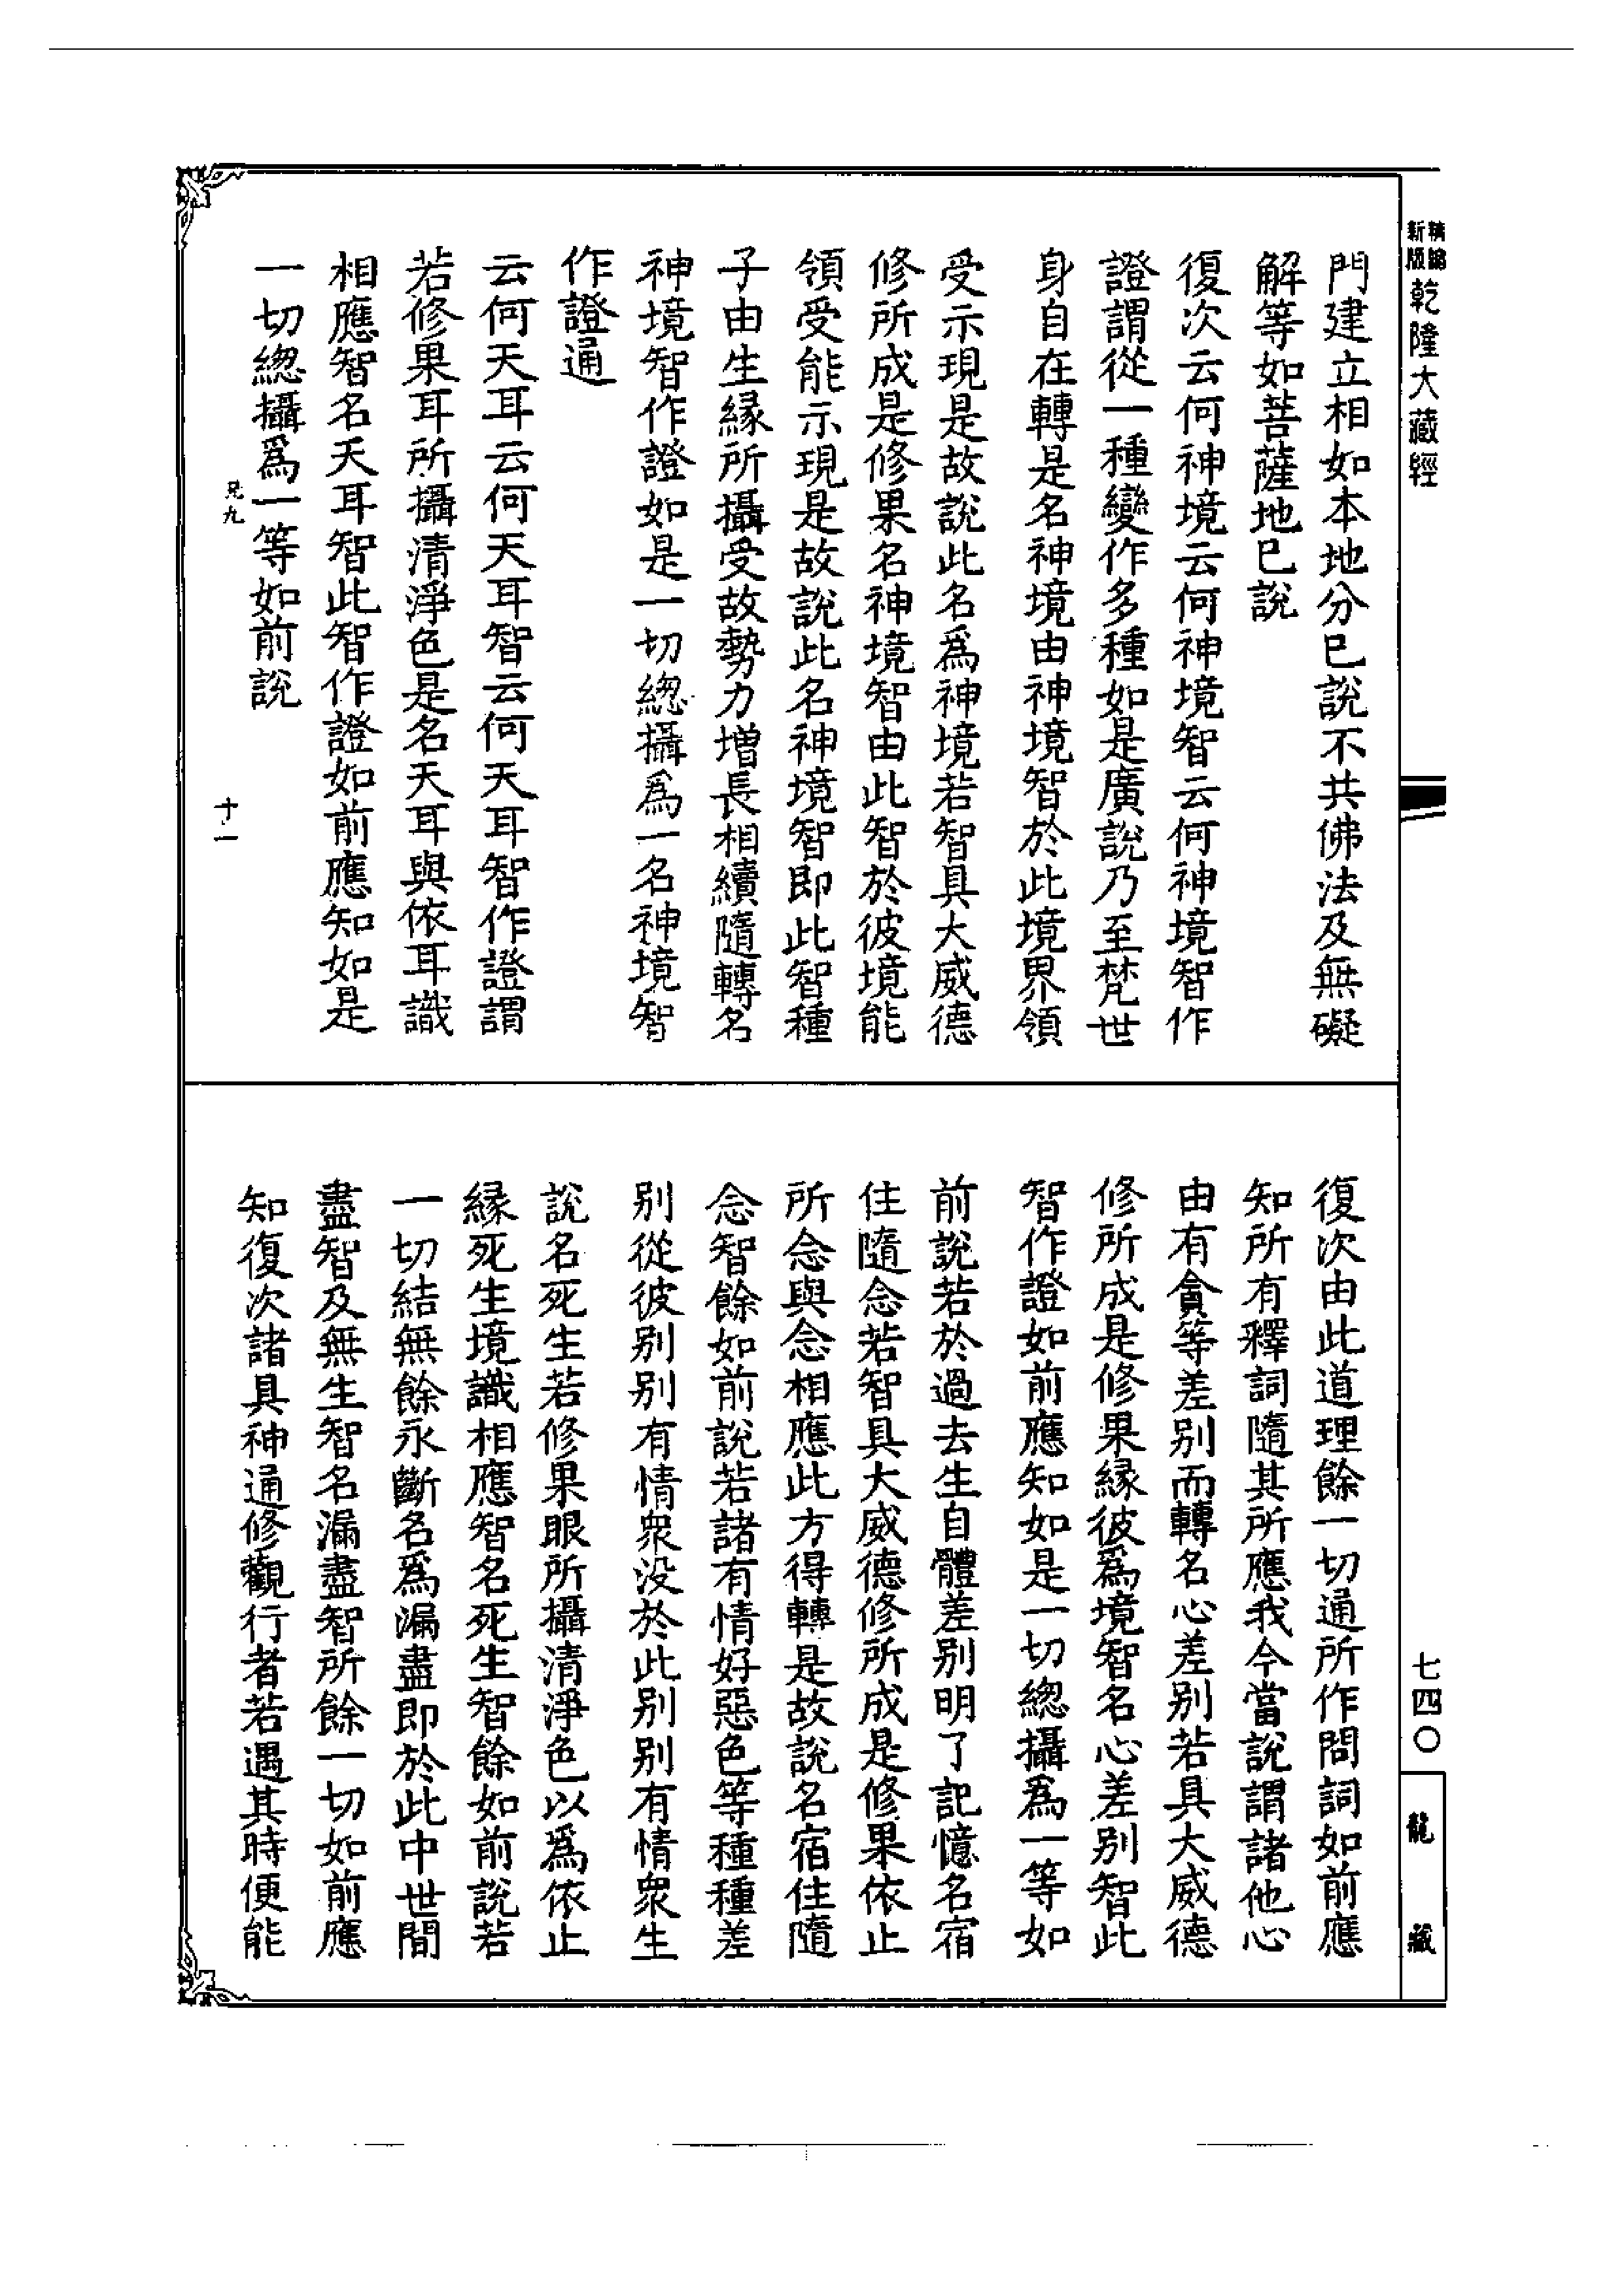 新版精編乾隆大藏經
門建立相如本地分巳說不共佛法及無礙
解等如菩薩地巳說
復次云何神境云何神境智云何神境智作
證謂從一種變作多種如是廣說乃至梵世
身自在轉是名神境由神境智於此境界領
受示現是故說此名爲神境若智具大威德
修所成是修果名神境智由此智於彼境能
領受能示現是故說此名神境智即此智種
子由生緣所攝受故勢力増長相續隨轉名
神境智作證如是一切緫攝爲一名神境智
作證通
云何天耳云何天耳智云何天耳智作證謂
若修果耳所攝清淨色是名天耳與依耳識
相應智名天耳智此智作證如前應知如是
一切緫攝爲一等如前說
十一
復次由此道理餘一切通所作問詞如前應
知所有釋詞隨其所應我今當說謂諸他心
由有貪等差别而轉名心差别若具大威德
修所成是修果緣彼爲境智名心差别智此
智作證如前應知如是一切緫攝爲一等如
前說若於過去生自體差别明了記憶名宿
住隨念若智具大威德修所成是修果依止
所念與念相應此方得轉是故說名宿住隨
念智餘如前說若諸有情好惡色等種種差
别從彼别别有情衆没於此别别有情衆生
說名死生若修果眼所攝清淨色以爲依止
緣死生境識相應智名死生智餘如前說若
一切結無餘永斷名爲漏盡即於此中世間
盡智及無生智名漏盡智所餘一切如前應
知復次諸具神通修觀行者若遇其時便能
七四〇
龍藏